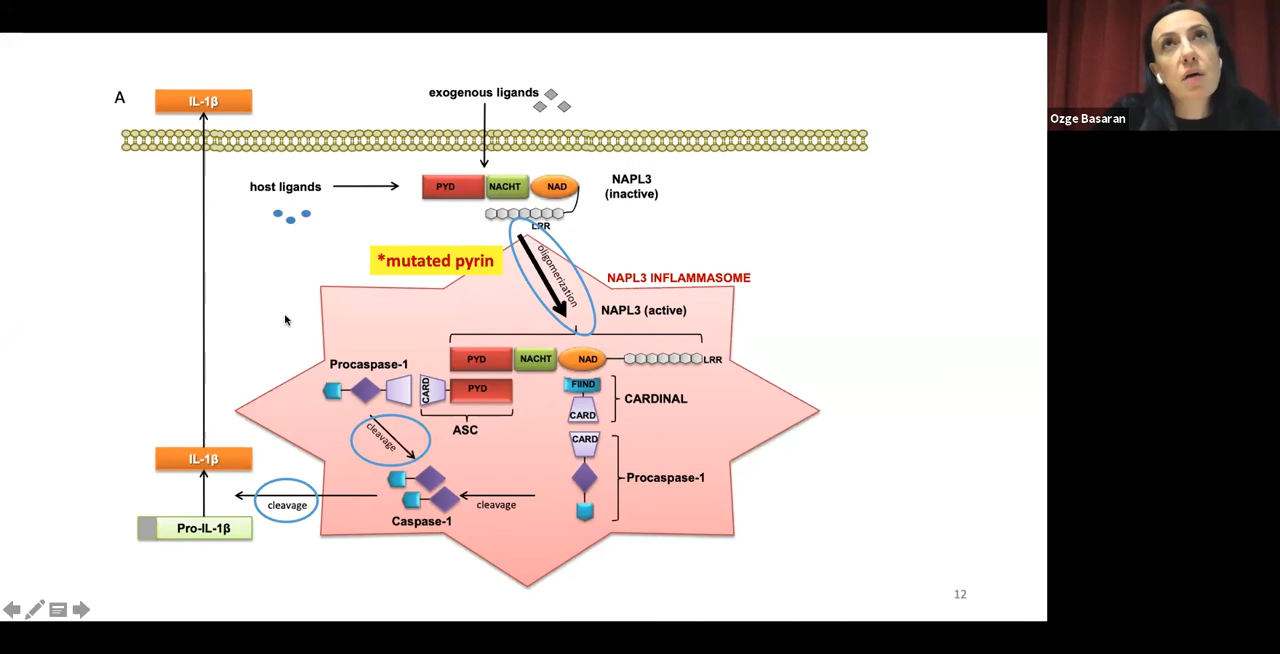 A
IL-1β
exogenous ligands
host ligands
PYD
NACHT
NAD
NAPL3
(inactive)
LRR
*mutated pyrin
oligomerization
NAPL3 INFLAMMASOME
NAPL3 (active)
PYD
NACHT
NAD
LRR
Procaspase-1
CARD
PYD
ASC
FIIND
CARD
CARDINAL
cleavage
CARD
Procaspase-1
IL-1β
cleavage
cleavage
Caspase-1
Pro-IL-1β
12
Ozge Basaran